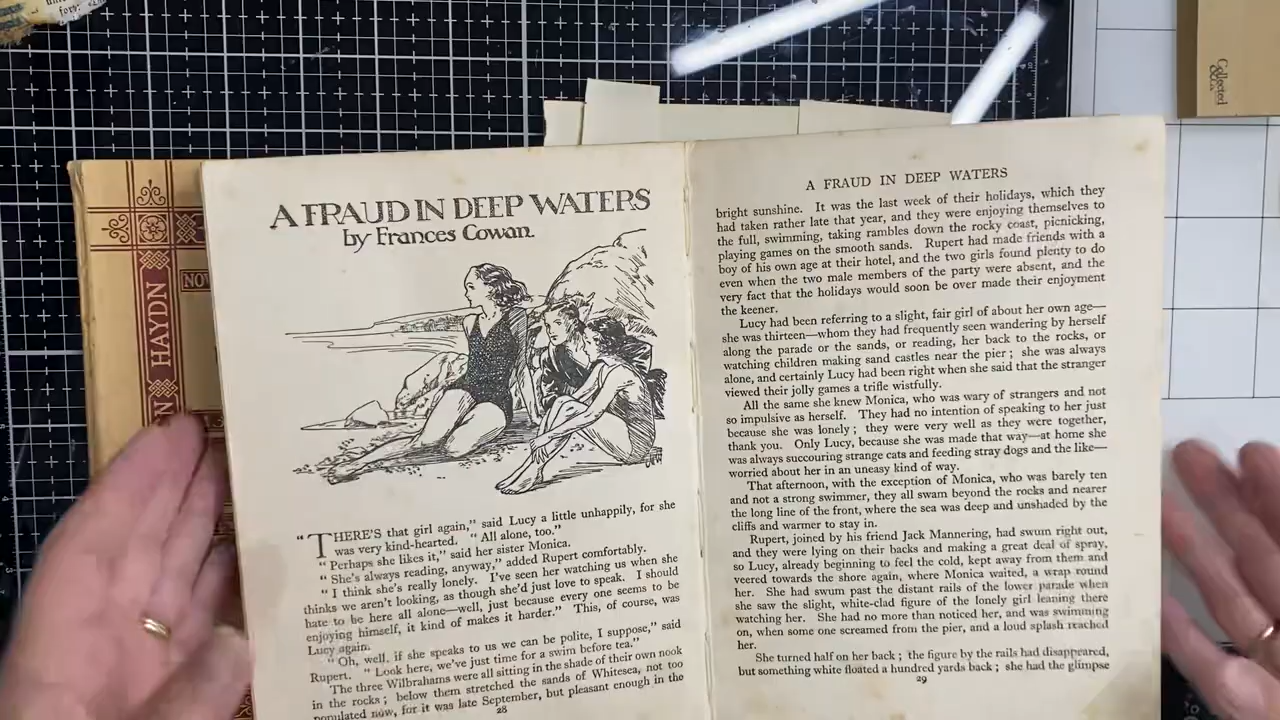 fors:
Collected
& Co
HAYDN
NOV
N
A FRAUD IN DEEP WATERS
by Frances Cowan.
"THERE'S that girl again," said Lucy a little unhappily, for she
was very kind-hearted. "All alone, too."
"Perhaps she likes it," said her sister Monica.
"She's always reading, anyway," added Rupert comfortably.
"I think she's really lonely. I've seen her watching us when she
thinks we aren't looking, as though she'd just love to speak. I should
hate to be here all alone—well, just because every one seems to be
enjoying himself, it kind of makes it harder." This, of course, was
Lucy again.
"Oh, well, if she speaks to us we can be polite, I suppose," said
Rupert. "Look here, we've just time for a swim before tea."
The three Wilbrahams were all sitting in the shade of their own nook
in the rocks; below them stretched the sands of Whitesea, not too
populated now, for it was late September, but pleasant enough in the
28
A FRAUD IN DEEP WATERS
bright sunshine. It was the last week of their holidays, which they
had taken rather late that year, and they were enjoying themselves to
the full, swimming, taking rambles down the rocky coast, picnicking,
playing games on the smooth sands. Rupert had made friends with a
boy of his own age at their hotel, and the two girls found plenty to do
even when the two male members of the party were absent, and the
very fact that the holidays would soon be over made their enjoyment
the keener.
Lucy had been referring to a slight, fair girl of about her own age—
she was thirteen—whom they had frequently seen wandering by herself
along the parade or the sands, or reading, her back to the rocks, or
watching children making sand castles near the pier; she was always
alone, and certainly Lucy had been right when she said that the stranger
viewed their jolly games a trifle wistfully.
All the same she knew Monica, who was wary of strangers and not
so impulsive as herself. They had no intention of speaking to her just
because she was lonely; they were very well as they were together,
thank you. Only Lucy, because she was made that way—at home she
was always succouring strange cats and feeding stray dogs and the like—
worried about her in an uneasy kind of way.
That afternoon, with the exception of Monica, who was barely ten
and not a strong swimmer, they all swam beyond the rocks and nearer
the long line of the front, where the sea was deep and unshaded by the
cliffs and warmer to stay in.
Rupert, joined by his friend Jack Mannering, had swum right out,
and they were lying on their backs and making a great deal of spray,
so Lucy, already beginning to feel the cold, kept away from them and
veered towards the shore again, where Monica waited, a wrap round
her. She had swum past the distant rails of the lower parade when
she saw the slight, white-clad figure of the lonely girl leaning there
watching her. She had no more than noticed her, and was swimming
on, when some one screamed from the pier, and a loud splash reached
her.
She turned half on her back; the figure by the rails had disappeared,
but something white floated a hundred yards back; she had the glimpse
29